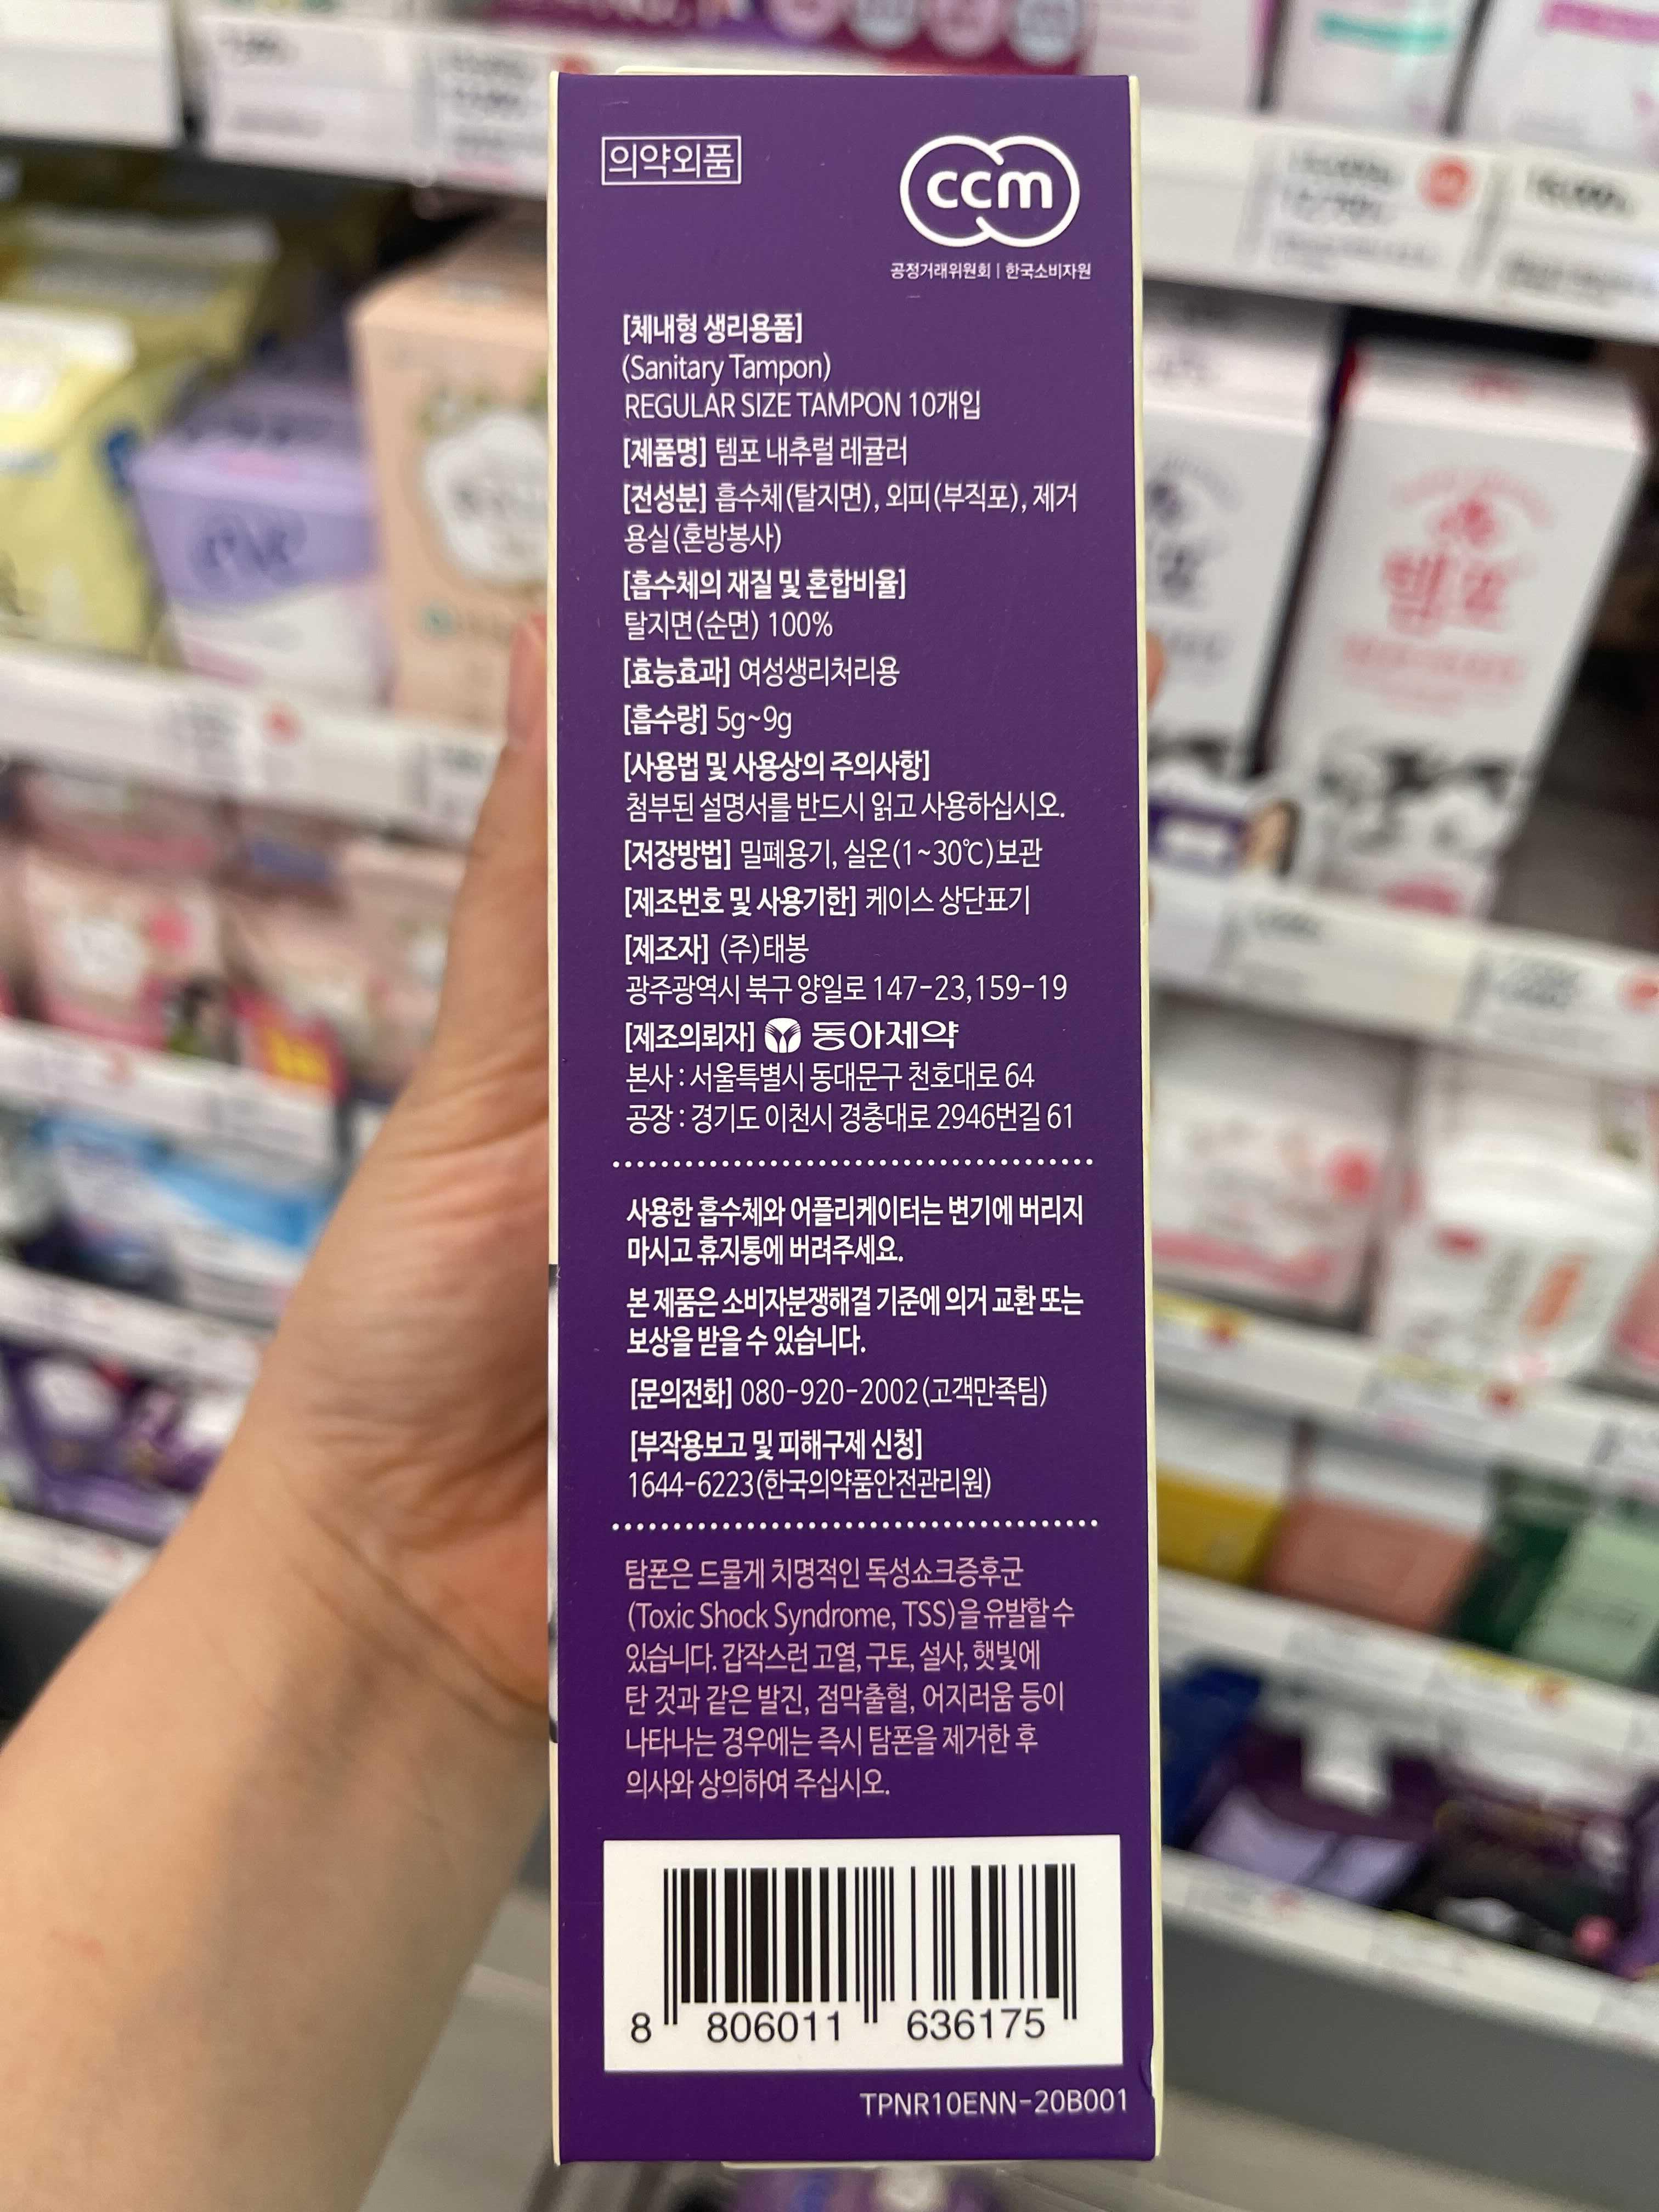 의약외품
ccm
공정거래위원회 | 한국소비자원
[체내형 생리용품]
(Sanitary Tampon)
REGULAR SIZE TAMPON 10개입
[제품명] 템포 내추럴 레귤러
[전성분] 흡수체(탈지면), 외피(부직포), 제거
용실(혼방봉사)
[흡수체의 재질 및 혼합비율]
탈지면(순면) 100%
[효능효과] 여성생리처리용
[흡수량] 5g~9g
[사용법 및 사용상의 주의사항]
첨부된 설명서를 반드시 읽고 사용하십시오.
[저장방법] 밀폐용기, 실온(1~30℃)보관
[제조번호 및 사용기한] 케이스 상단표기
[제조자] (주)태봉
광주광역시 북구 양일로 147-23,159-19
[제조의뢰자] 동아제약
본사 : 서울특별시 동대문구 천호대로 64
공장 : 경기도 이천시 경충대로 2946번길 61
사용한 흡수체와 어플리케이터는 변기에 버리지
마시고 휴지통에 버려주세요.
본 제품은 소비자분쟁해결 기준에 의거 교환 또는
보상을 받을 수 있습니다.
[문의전화] 080-920-2002(고객만족팀)
[부작용보고 및 피해구제 신청]
1644-6223(한국의약품안전관리원)
탐폰은 드물게 치명적인 독성쇼크증후군
(Toxic Shock Syndrome, TSS)을 유발할 수
있습니다. 갑작스런 고열, 구토, 설사, 햇빛에
탄 것과 같은 발진, 점막출혈, 어지러움 등이
나타나는 경우에는 즉시 탐폰을 제거한 후
의사와 상의하여 주십시오.
8 806011 636175
TPNR10ENN-20B001
템포